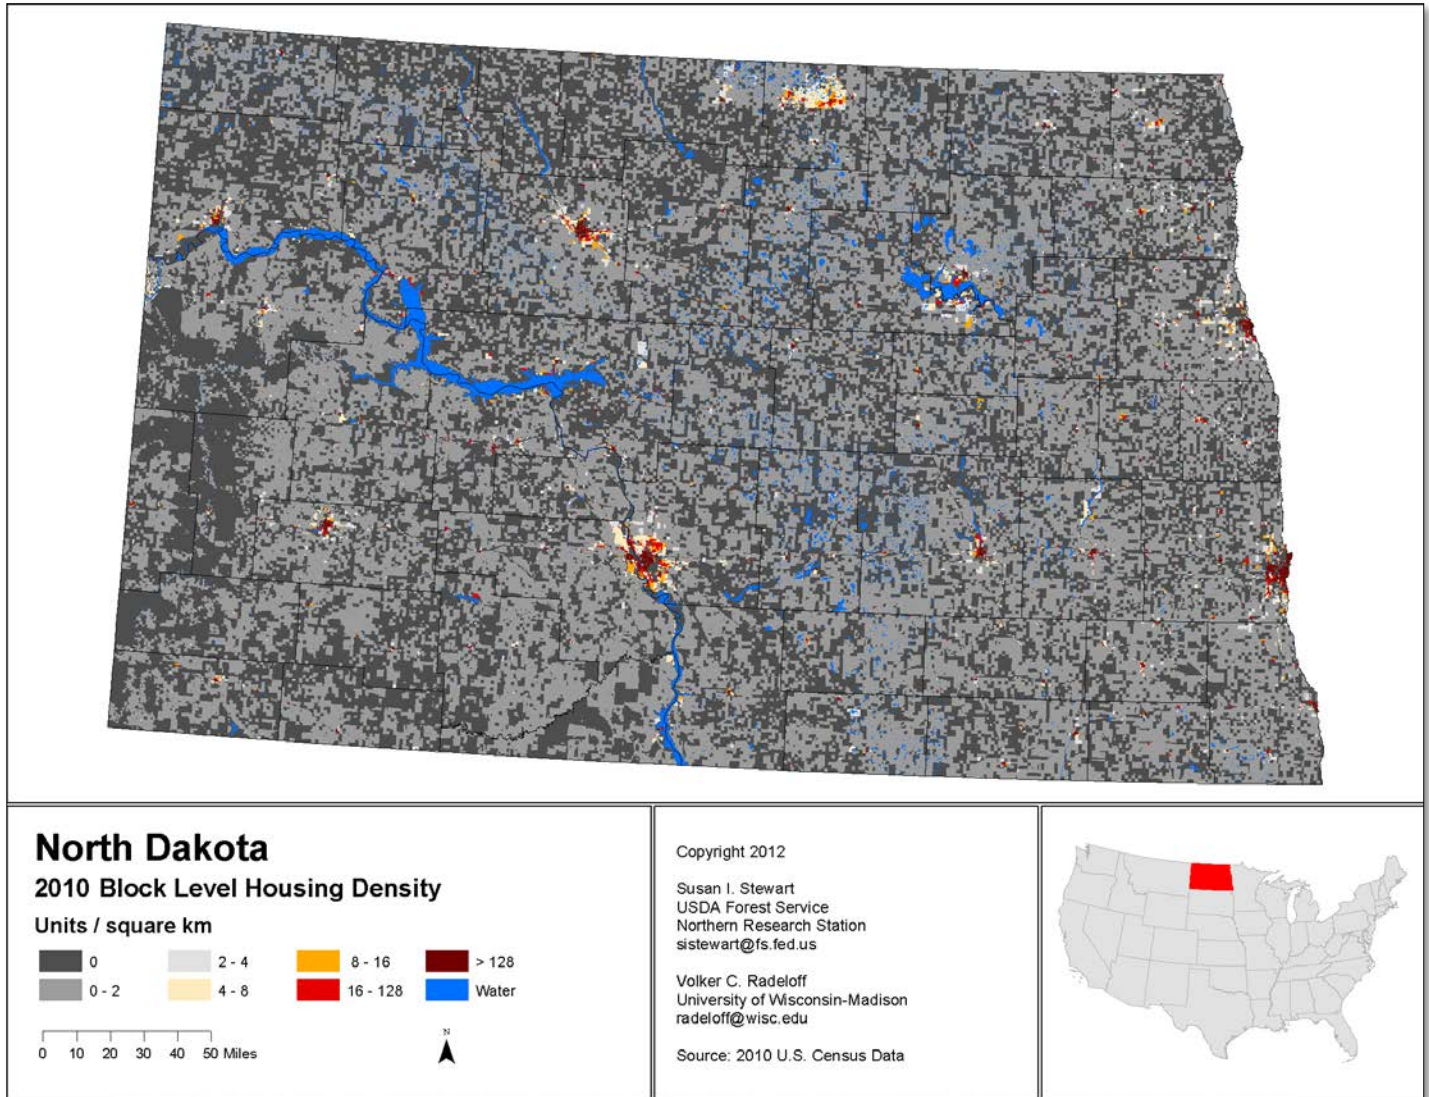 North Dakota
2010 Block Level Housing Density
Units / square km
0
2 - 4
8 - 16
> 128
0 - 2
4 - 8
16 - 128
Water
0 10 20 30 40 50 Miles
N
Copyright 2012
Susan I. Stewart
USDA Forest Service
Northern Research Station
sistewart@fs.fed.us
Volker C. Radeloff
University of Wisconsin-Madison
radeloff@wisc.edu
Source: 2010 U.S. Census Data